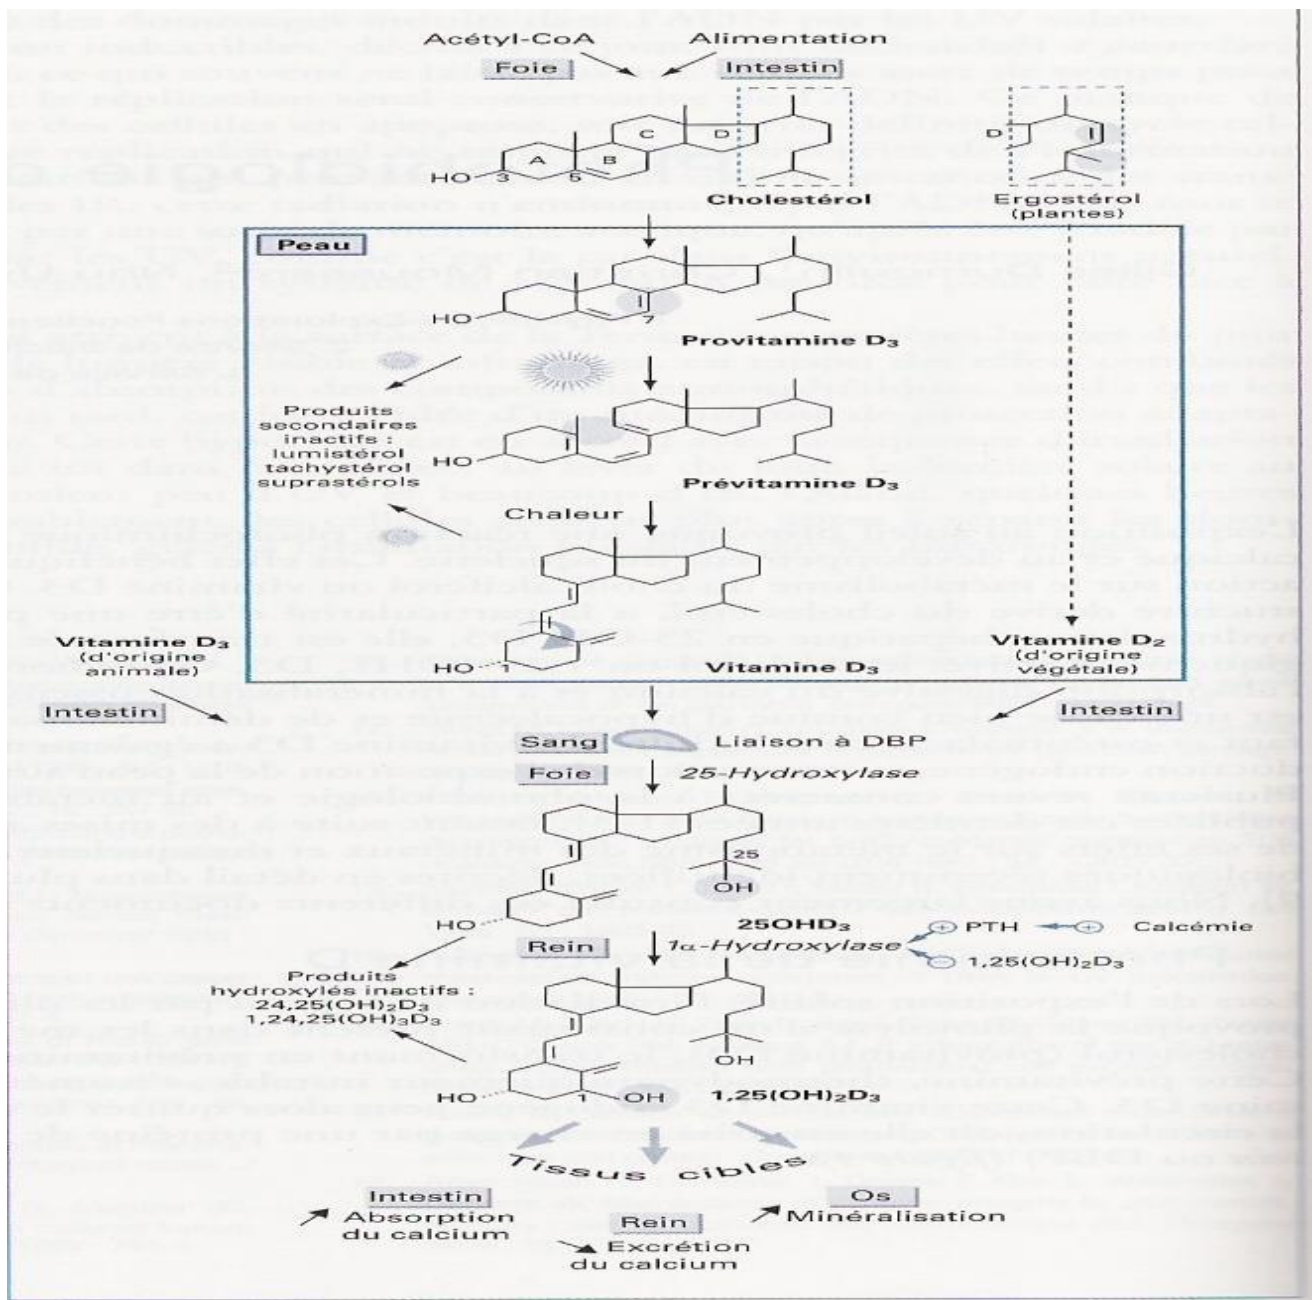 Acétyl-CoA Alimentation
Foie Intestin
C D D
A B
HO 3 5
Cholestérol Ergostérol
(plantes)
Peau
HO 7
Provitamine D₃
Produits
secondaires
inactifs :
lumistérol
tachystérol
suprastérols
HO
Prévitamine D₃
Chaleur
Vitamine D₃
(d'origine
animale)
HO 1
Vitamine D₃
Vitamine D₂
(d'origine
végétale)
Intestin Intestin
Sang Liaison à DBP
Foie 25-Hydroxylase
25
OH
HO
25OHD₃
Rein 1α-Hydroxylase
+ PTH + Calcémie
− 1,25(OH)₂D₃
Produits
hydroxylés inactifs :
24,25(OH)₂D₃
1,24,25(OH)₃D₃
OH
HO 1 OH 1,25(OH)₂D₃
Tissus cibles
Intestin
Absorption
du calcium
Rein
Excrétion
du calcium
Os
Minéralisation